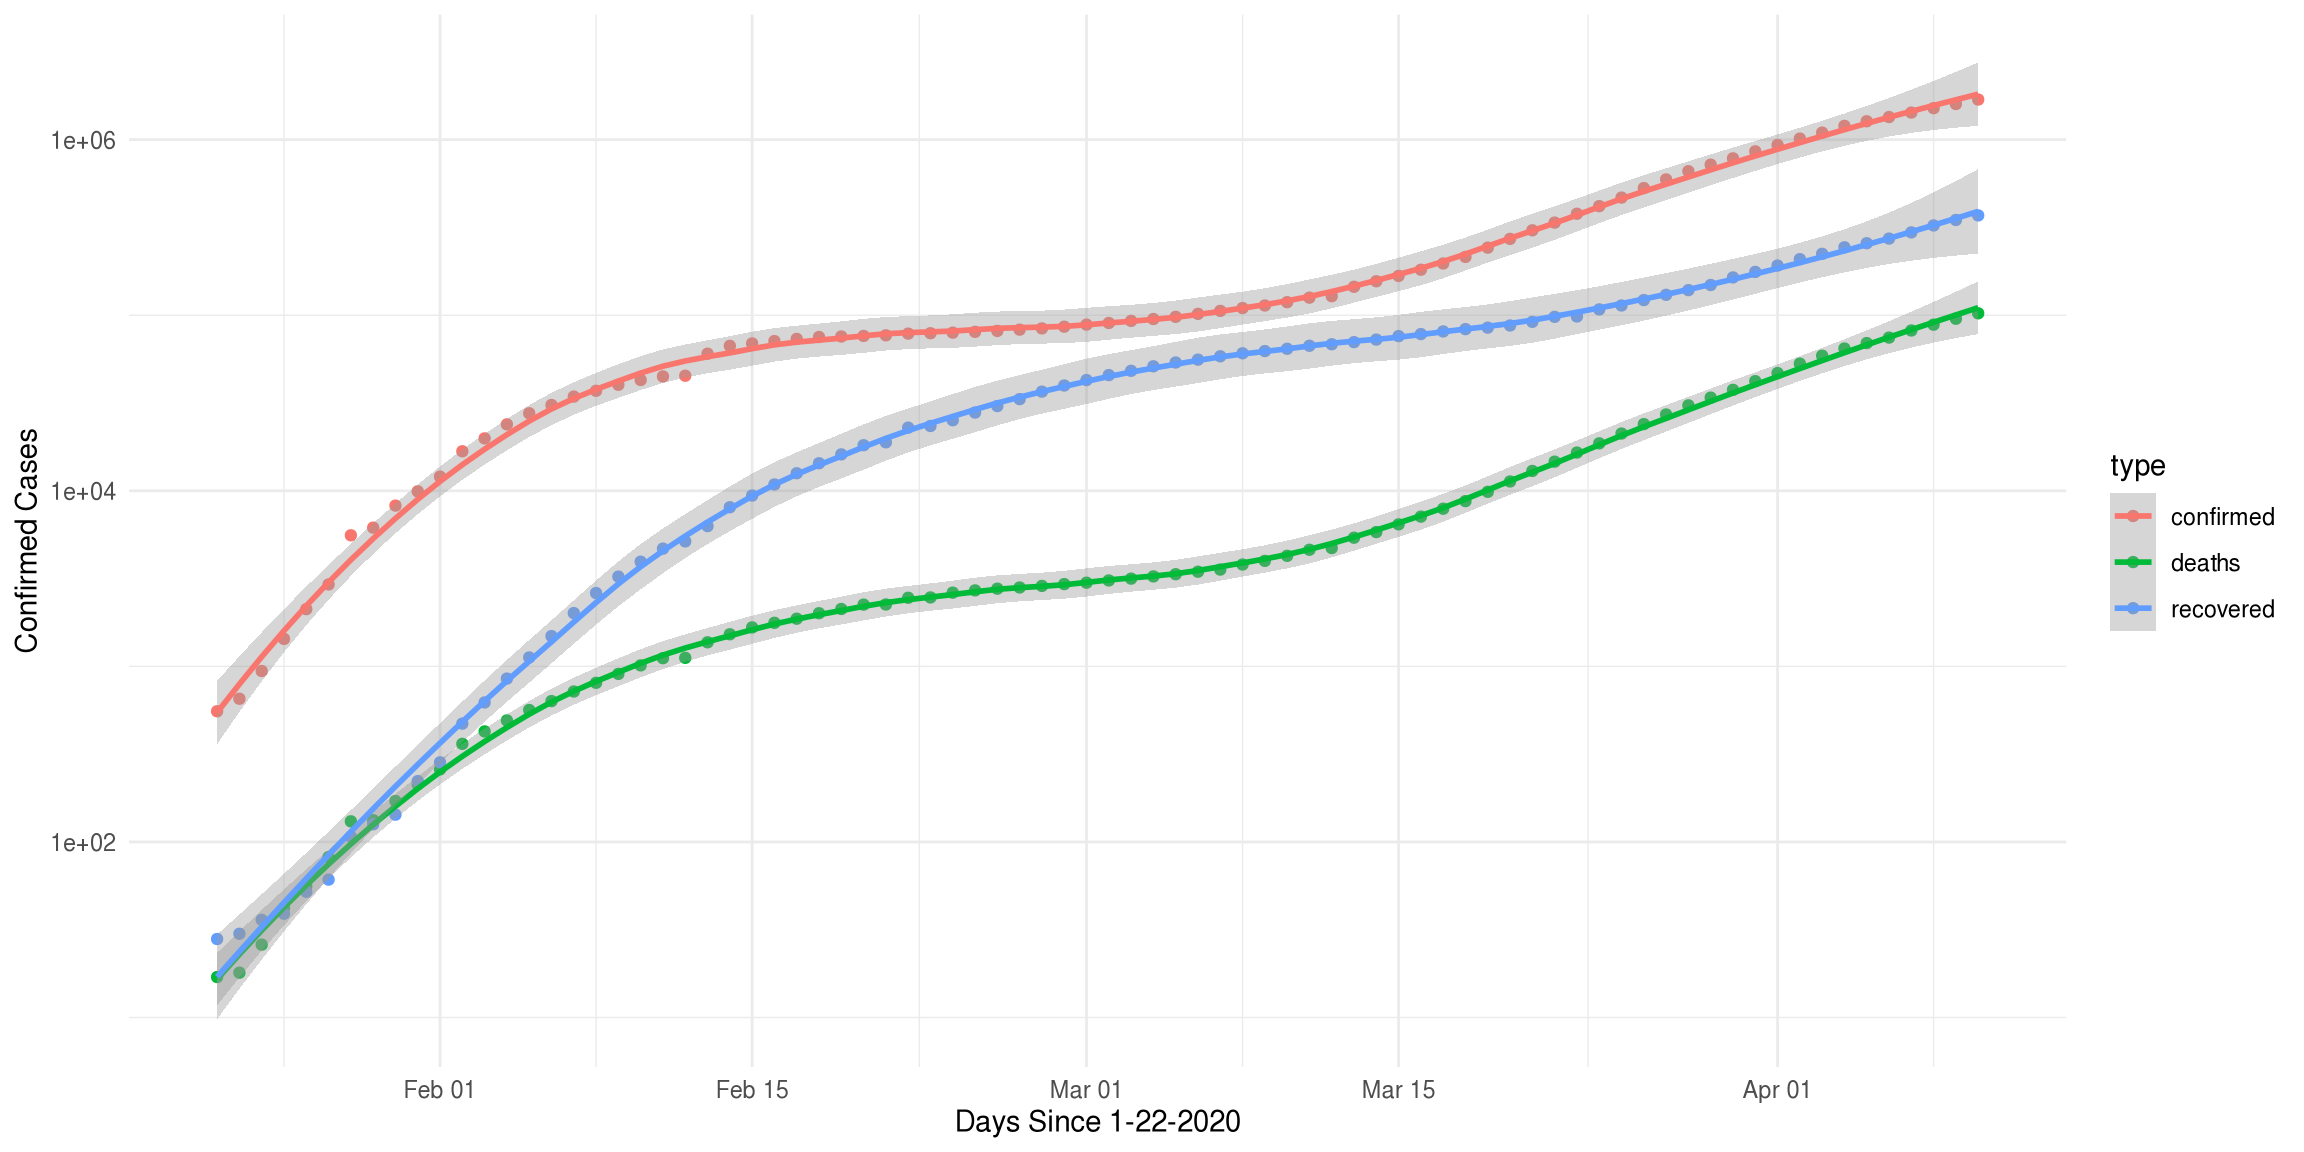 Confirmed Cases
1e+06
1e+04
1e+02
Feb 01
Feb 15
Mar 01
Mar 15
Apr 01
Days Since 1-22-2020
type
confirmed
deaths
recovered